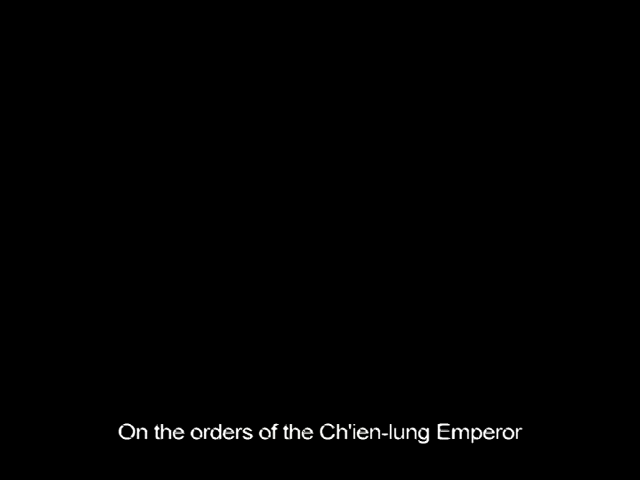 On the orders of the Ch'ien-lung Emperor